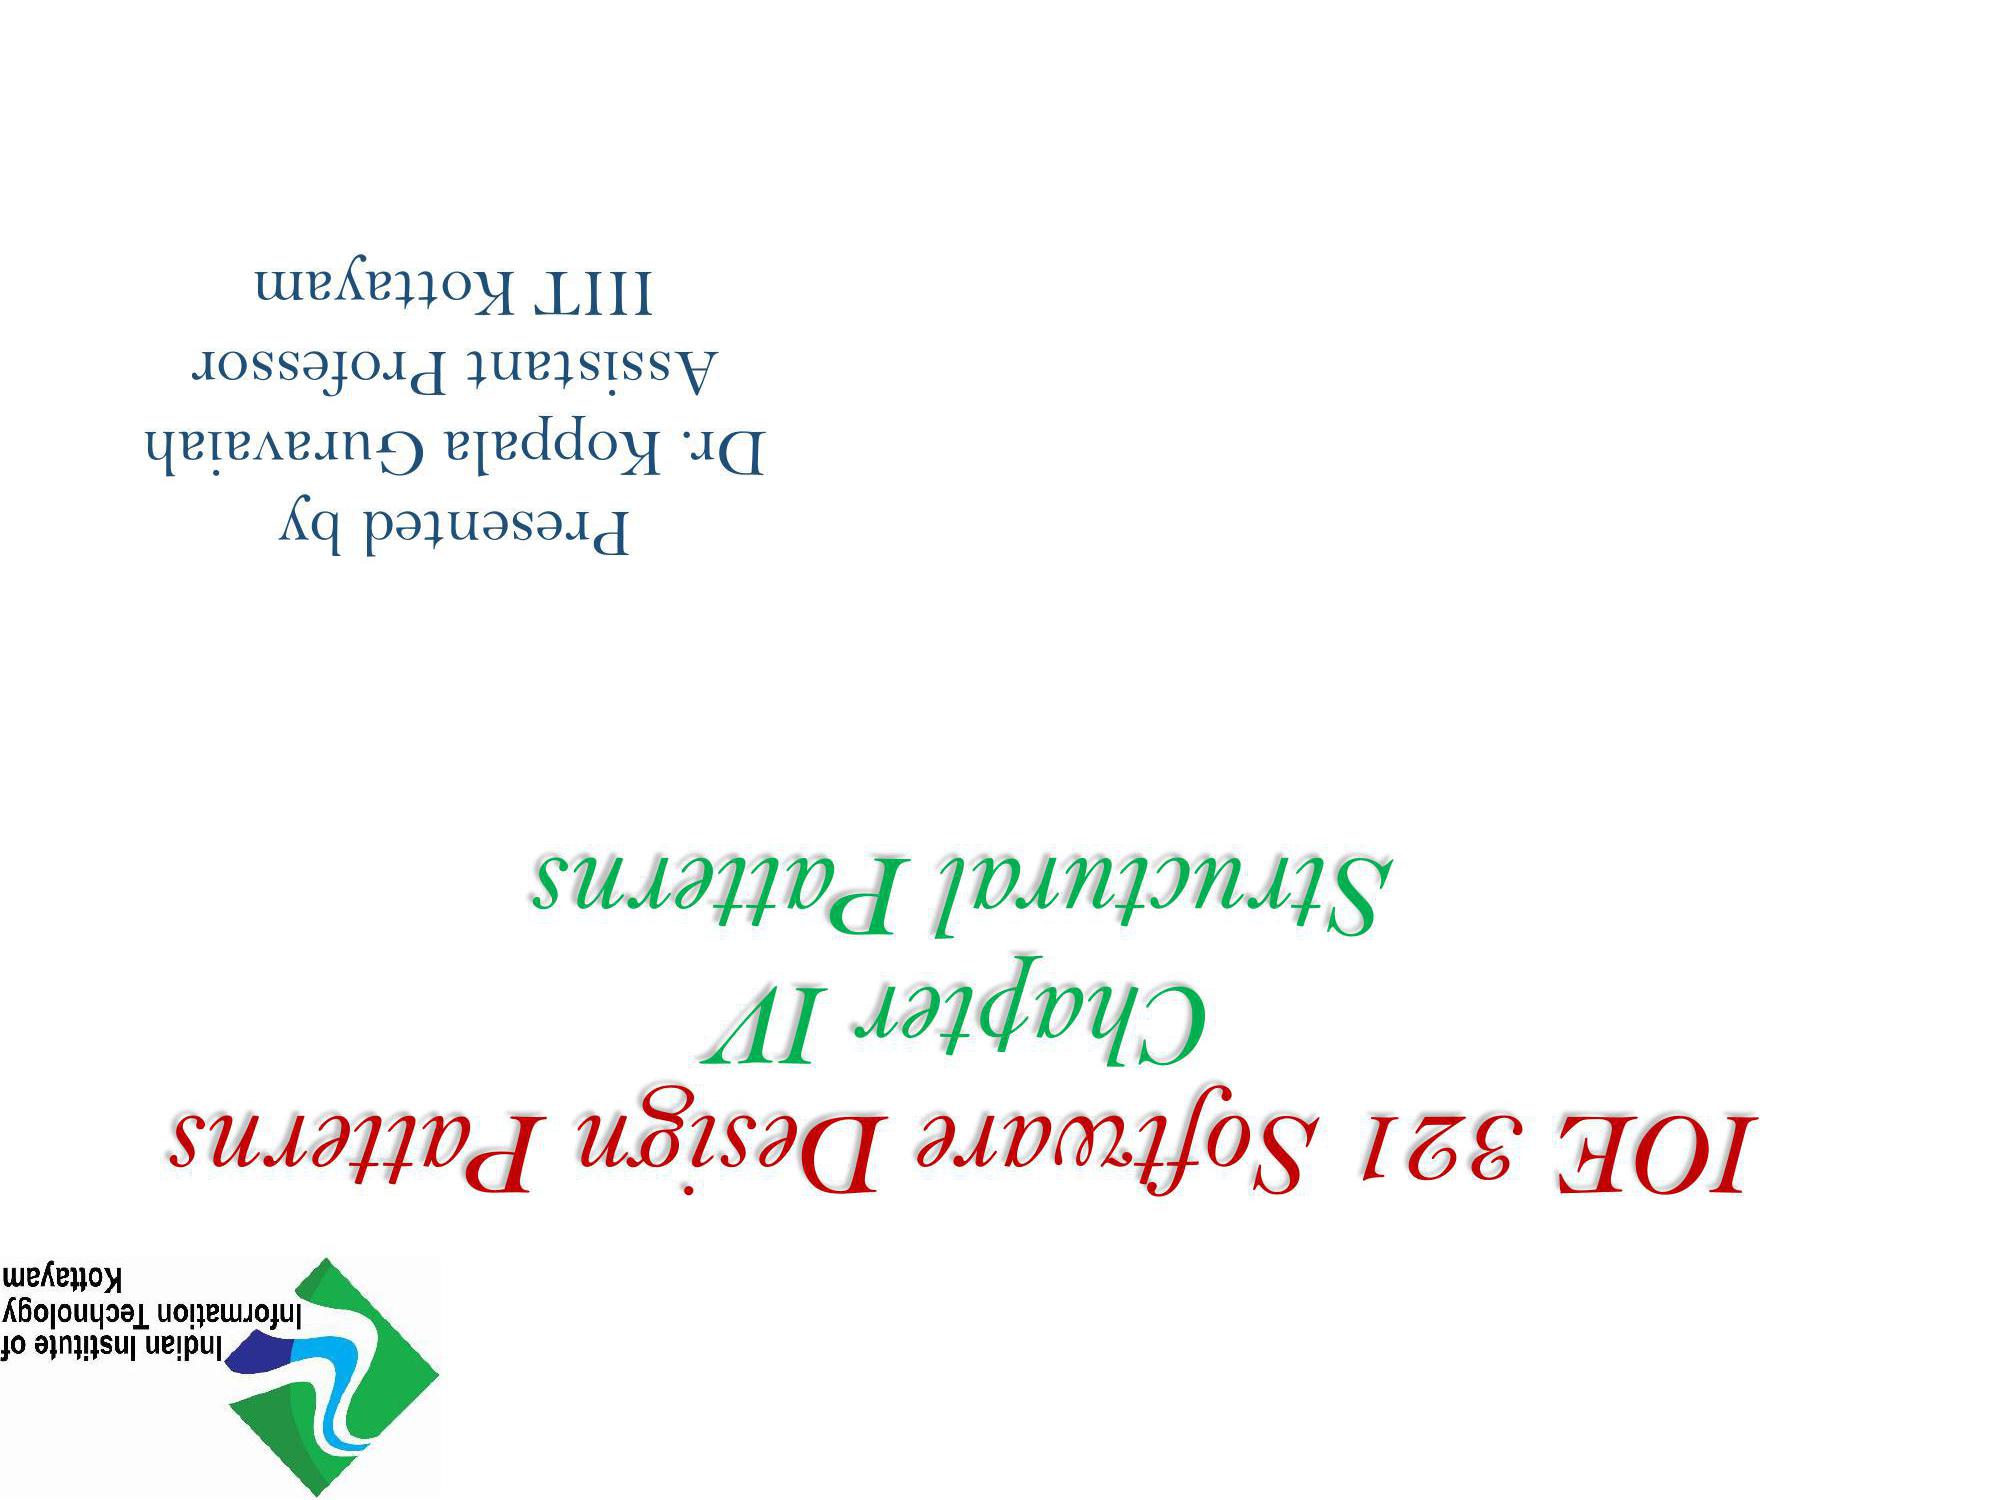 Indian Institute of
Information Technology
Kottayam
IOE 321 Software Design Patterns
Chapter IV
Structural Patterns
Presented by
Dr. Koppala Guravaiah
Assistant Professor
IIIT Kottayam